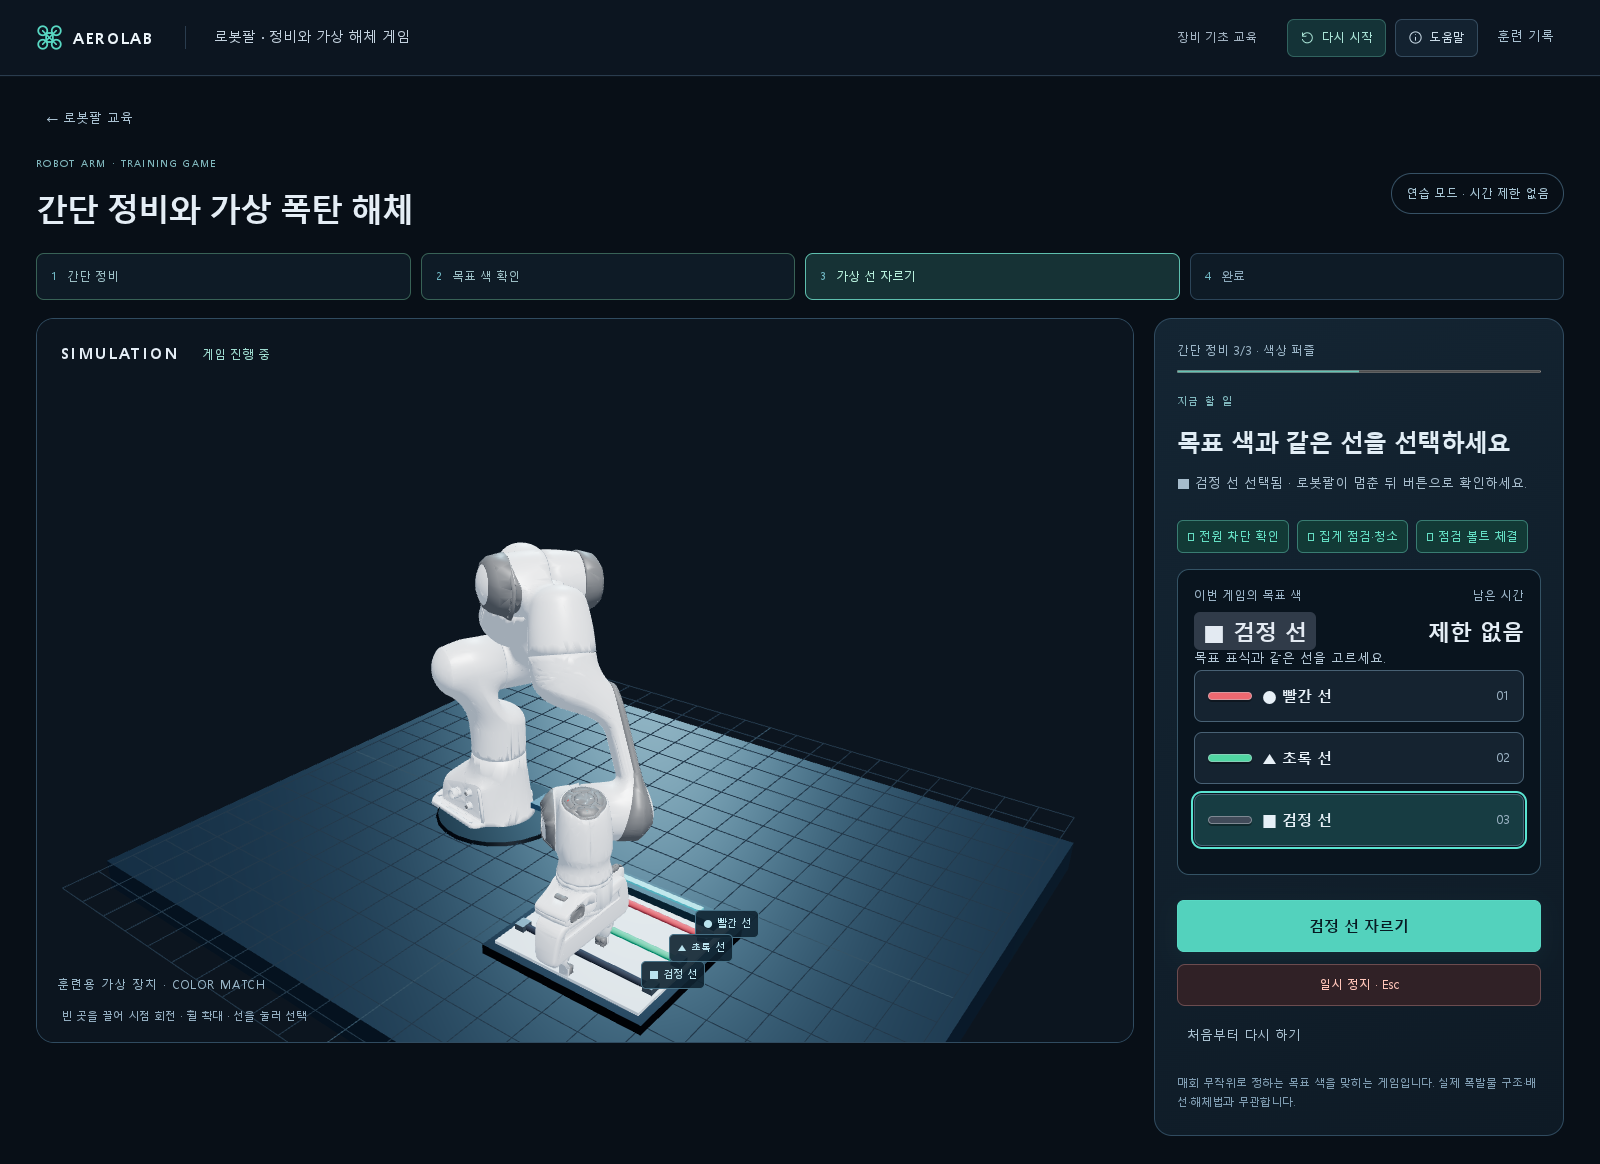 AEROLAB
로봇팔 · 정비와 가상 해체 게임
장비 기초 교육
다시 시작
도움말
훈련 기록
← 로봇팔 교육
ROBOT ARM · TRAINING GAME
간단 정비와 가상 폭탄 해체
연습 모드 · 시간 제한 없음
1 간단 정비
2 목표 색 확인
3 가상 선 자르기
4 완료
SIMULATION 게임 진행 중
● 빨간 선
▲ 초록 선
■ 검정 선
훈련용 가상 장치 · COLOR MATCH
빈 곳을 끌어 시점 회전 · 휠 확대 · 선을 눌러 선택
간단 정비 3/3 · 색상 퍼즐
지금 할 일
목표 색과 같은 선을 선택하세요
■ 검정 선 선택됨 · 로봇팔이 멈춘 뒤 버튼으로 확인하세요.
전원 차단 확인
집게 점검·청소
점검 볼트 체결
이번 게임의 목표 색
남은 시간
■ 검정 선
제한 없음
목표 표식과 같은 선을 고르세요.
● 빨간 선 01
▲ 초록 선 02
■ 검정 선 03
검정 선 자르기
일시 정지 · Esc
처음부터 다시 하기
매회 무작위로 정하는 목표 색을 맞히는 게임입니다. 실제 폭발물 구조·배
선·해체법과 무관합니다.